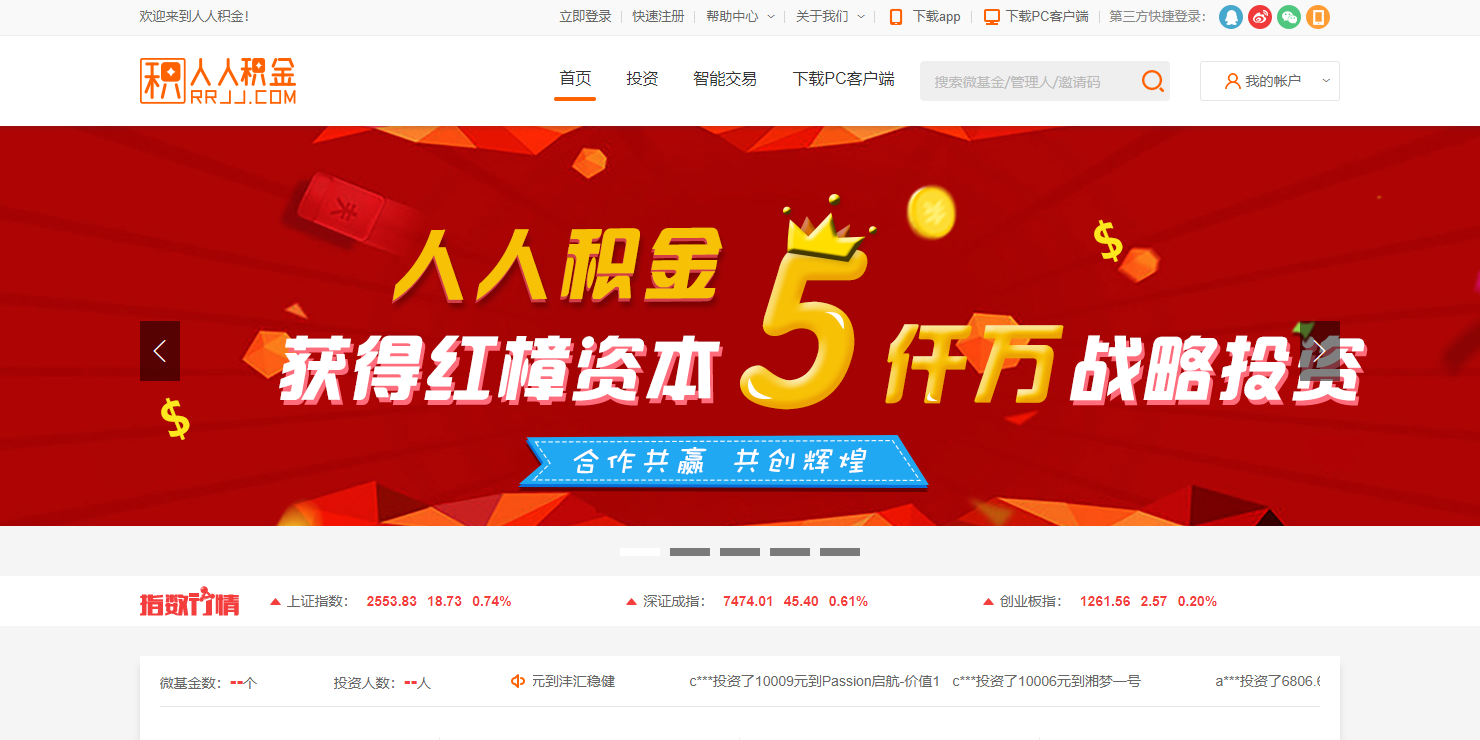 欢迎来到人人积金！
立即登录 快速注册 帮助中心 关于我们 下载app 下载PC客户端 第三方快捷登录：
积 人人积金
RRJJ.COM
首页 投资 智能交易 下载PC客户端 搜索微基金/管理人/邀请码 我的帐户
人人积金
获得红樟资本5仟万战略投资
合作共赢 共创辉煌
指数行情 上证指数： 2553.83 18.73 0.74% 深证成指： 7474.01 45.40 0.61% 创业板指： 1261.56 2.57 0.20%
微基金数：--个 投资人数：--人 元到沣汇稳健 c***投资了10009元到Passion启航-价值1 c***投资了10006元到湘梦一号 a***投资了6806.6